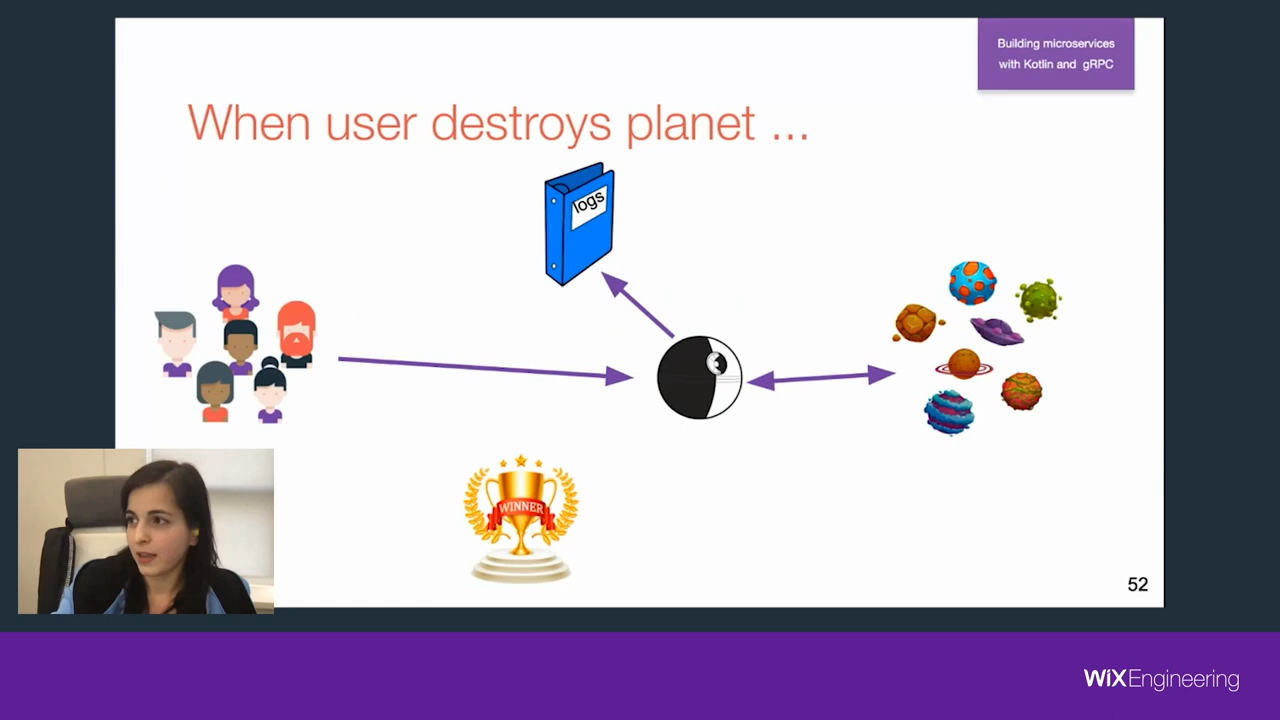 Building microservices
with Kotlin and gRPC
When user destroys planet ...
logs
WINNER
52
WiXEngineering